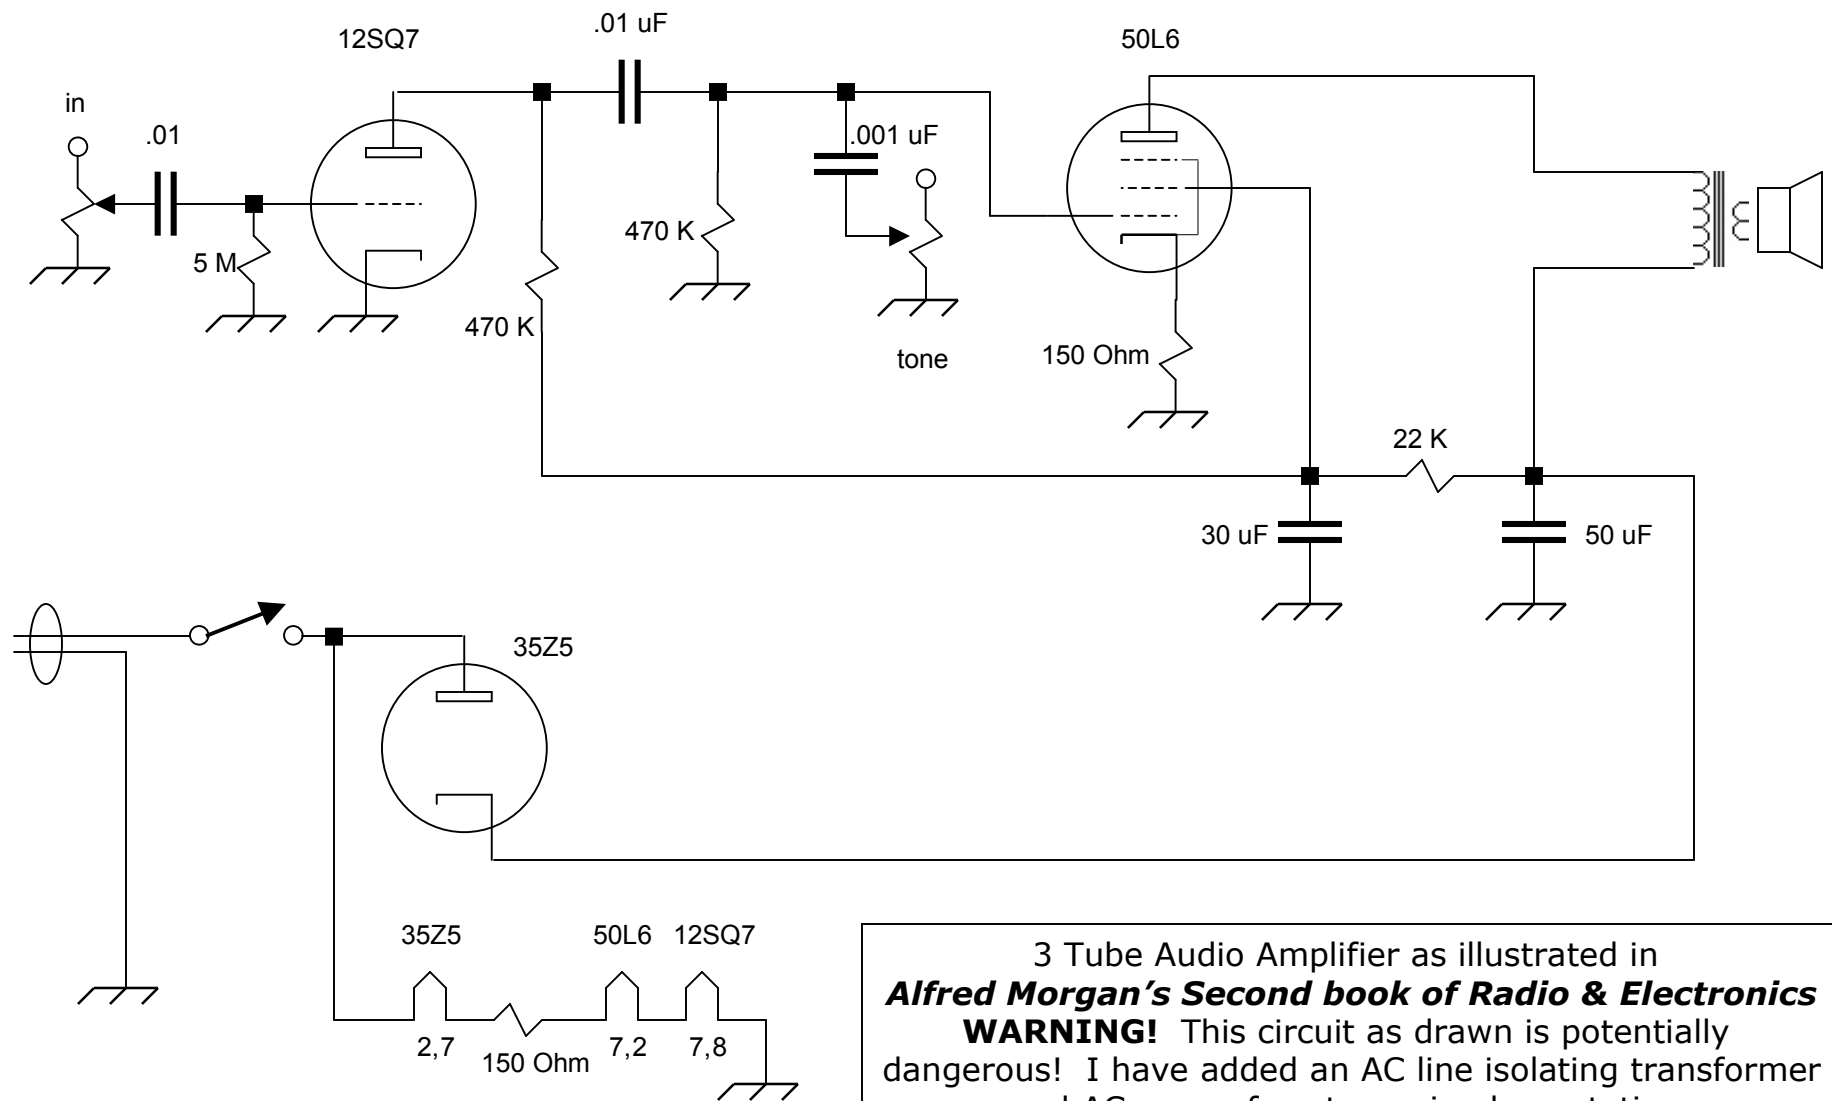 12SQ7
.01 uF
50L6
in
.01
.001 uF
5 M
470 K
470 K
tone
150 Ohm
22 K
30 uF
50 uF
35Z5
35Z5
50L6
12SQ7
2,7
150 Ohm
7,2
7,8
3 Tube Audio Amplifier as illustrated in
Alfred Morgan’s Second book of Radio & Electronics
WARNING! This circuit as drawn is potentially
dangerous! I have added an AC line isolating transformer